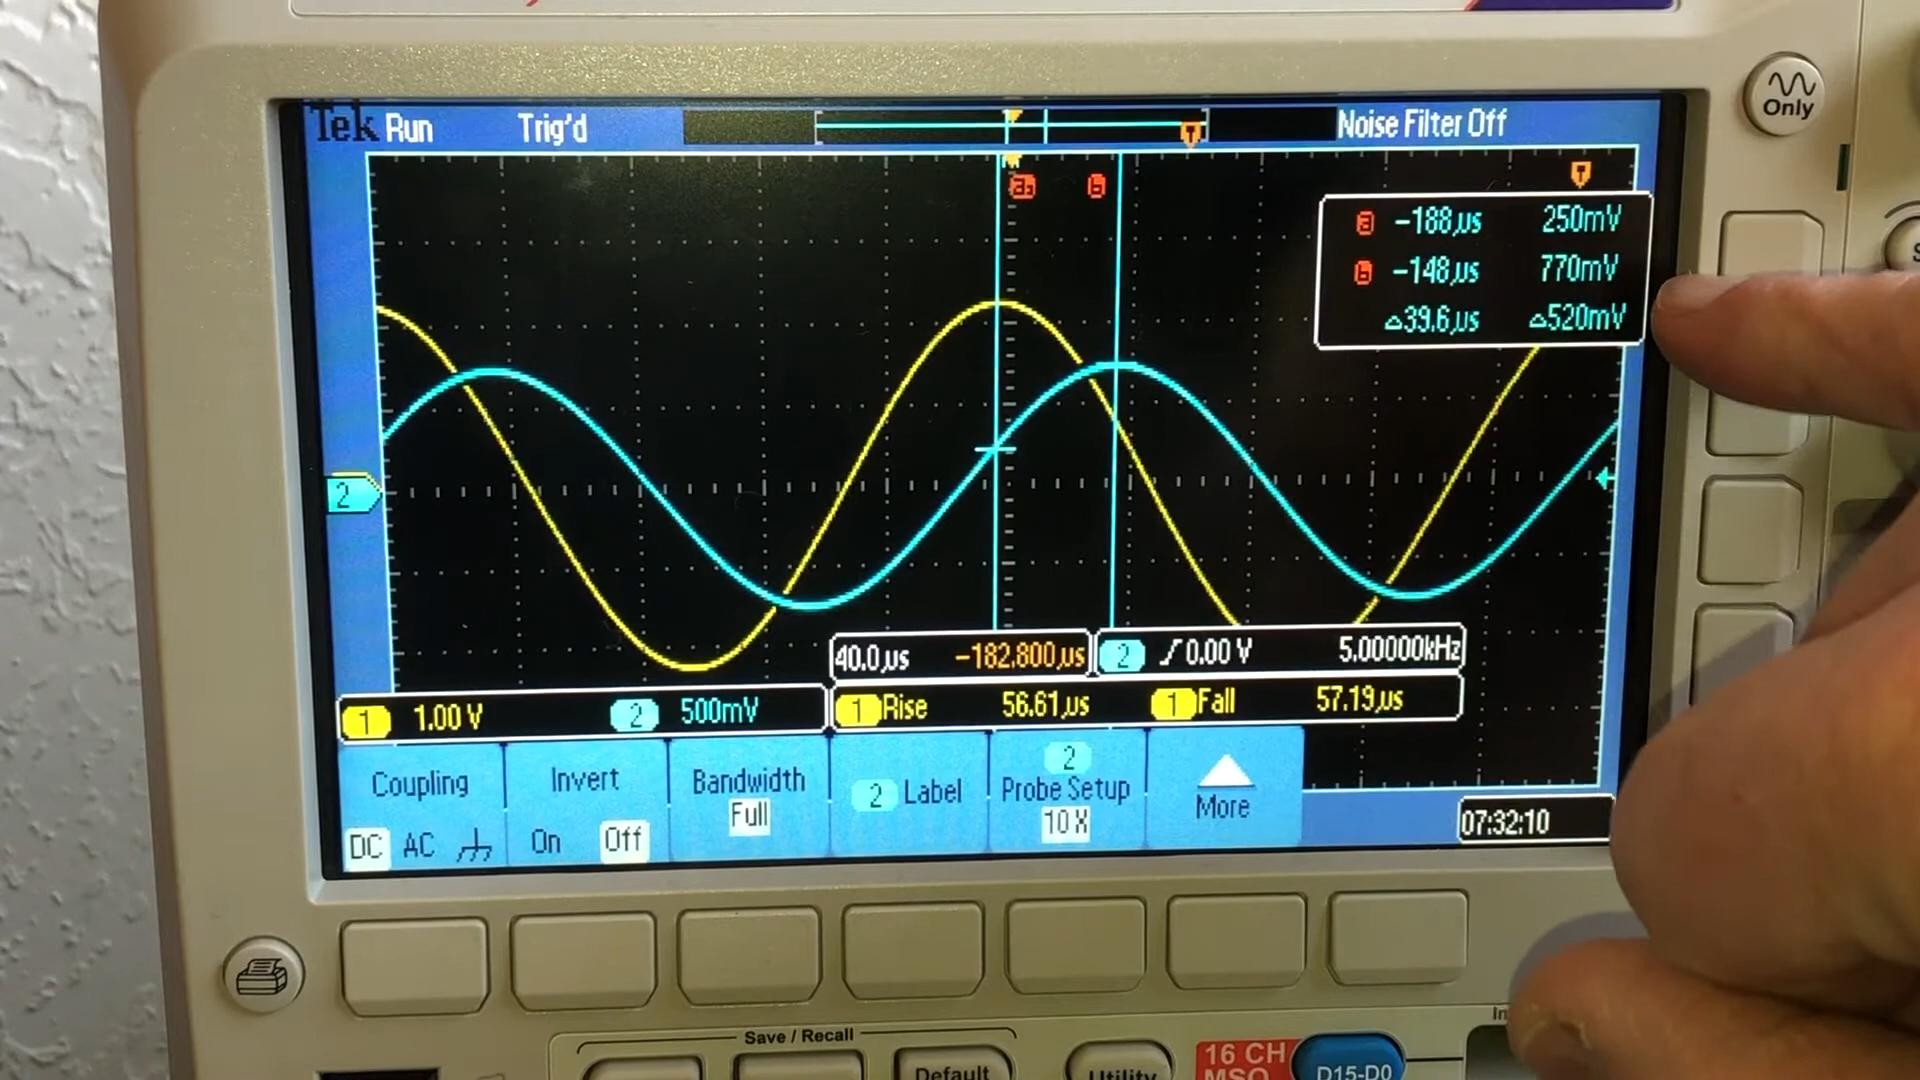 Tek Run Trig'd Noise Filter Off
T
Only
a b T
a -188µs 250mV
b -148µs 770mV
△39.6µs △520mV
2
40.0µs -182.800µs 2 0.00 V 5.00000kHz
1 1.00 V 2 500mV 1 Rise 56.61µs 1 Fall 57.19µs
Coupling Invert Bandwidth 2 Label 2 Probe Setup More
DC AC On Off Full 10 X
07:32:10
Save / Recall
Default Utility 16 CH
MSO D15-D0